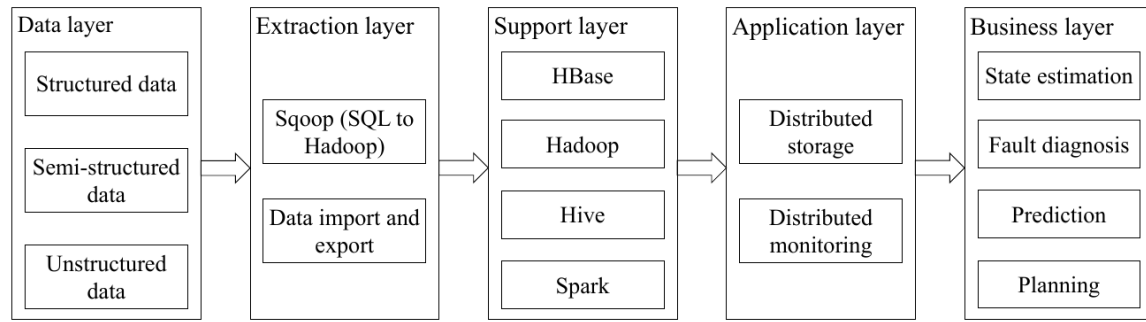 Data layer
Structured data
Semi-structured
data
Unstructured
data
Extraction layer
Sqoop (SQL to
Hadoop)
Data import and
export
Support layer
HBase
Hadoop
Hive
Spark
Application layer
Distributed
storage
Distributed
monitoring
Business layer
State estimation
Fault diagnosis
Prediction
Planning